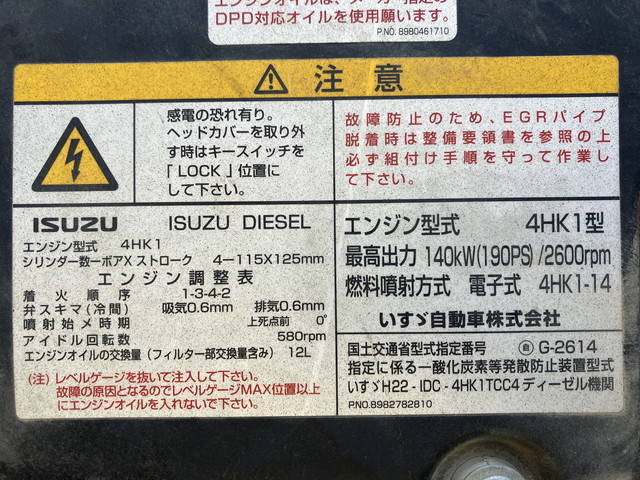 DPD対応オイルを使用願います。
P.NO. 8980461710
注意
感電の恐れ有り。
ヘッドカバーを取り外
す時はキースイッチを
「LOCK」位置に
して下さい。
故障防止のため、EGRパイプ
脱着時は整備要領書を参照の上
必ず組付け手順を守って作業し
て下さい。
ISUZU ISUZU DIESEL
エンジン型式 4HK1
シリンダー数ーボアXストローク 4-115X125mm
エンジン調整表
着火順序 1-3-4-2
弁スキマ(冷間) 吸気0.6mm 排気0.6mm
噴射始メ時期 上死点前 0°
アイドル回転数 580rpm
エンジンオイルの交換量(フィルター部交換量含み) 12L
(注)レベルゲージを抜いて注入して下さい。
故障の原因となるのでレベルゲージMAX位置以上
にエンジンオイルを入れないで下さい。
エンジン型式 4HK1型
最高出力 140kW(190PS)/2600rpm
燃料噴射方式 電子式 4HK1-14
いすゞ自動車株式会社
国土交通省型式指定番号 自 G-2614
指定に係る一酸化炭素等発散防止装置型式
いすゞH22-IDC-4HK1TCC4ディーゼル機関
P.NO.8982782810